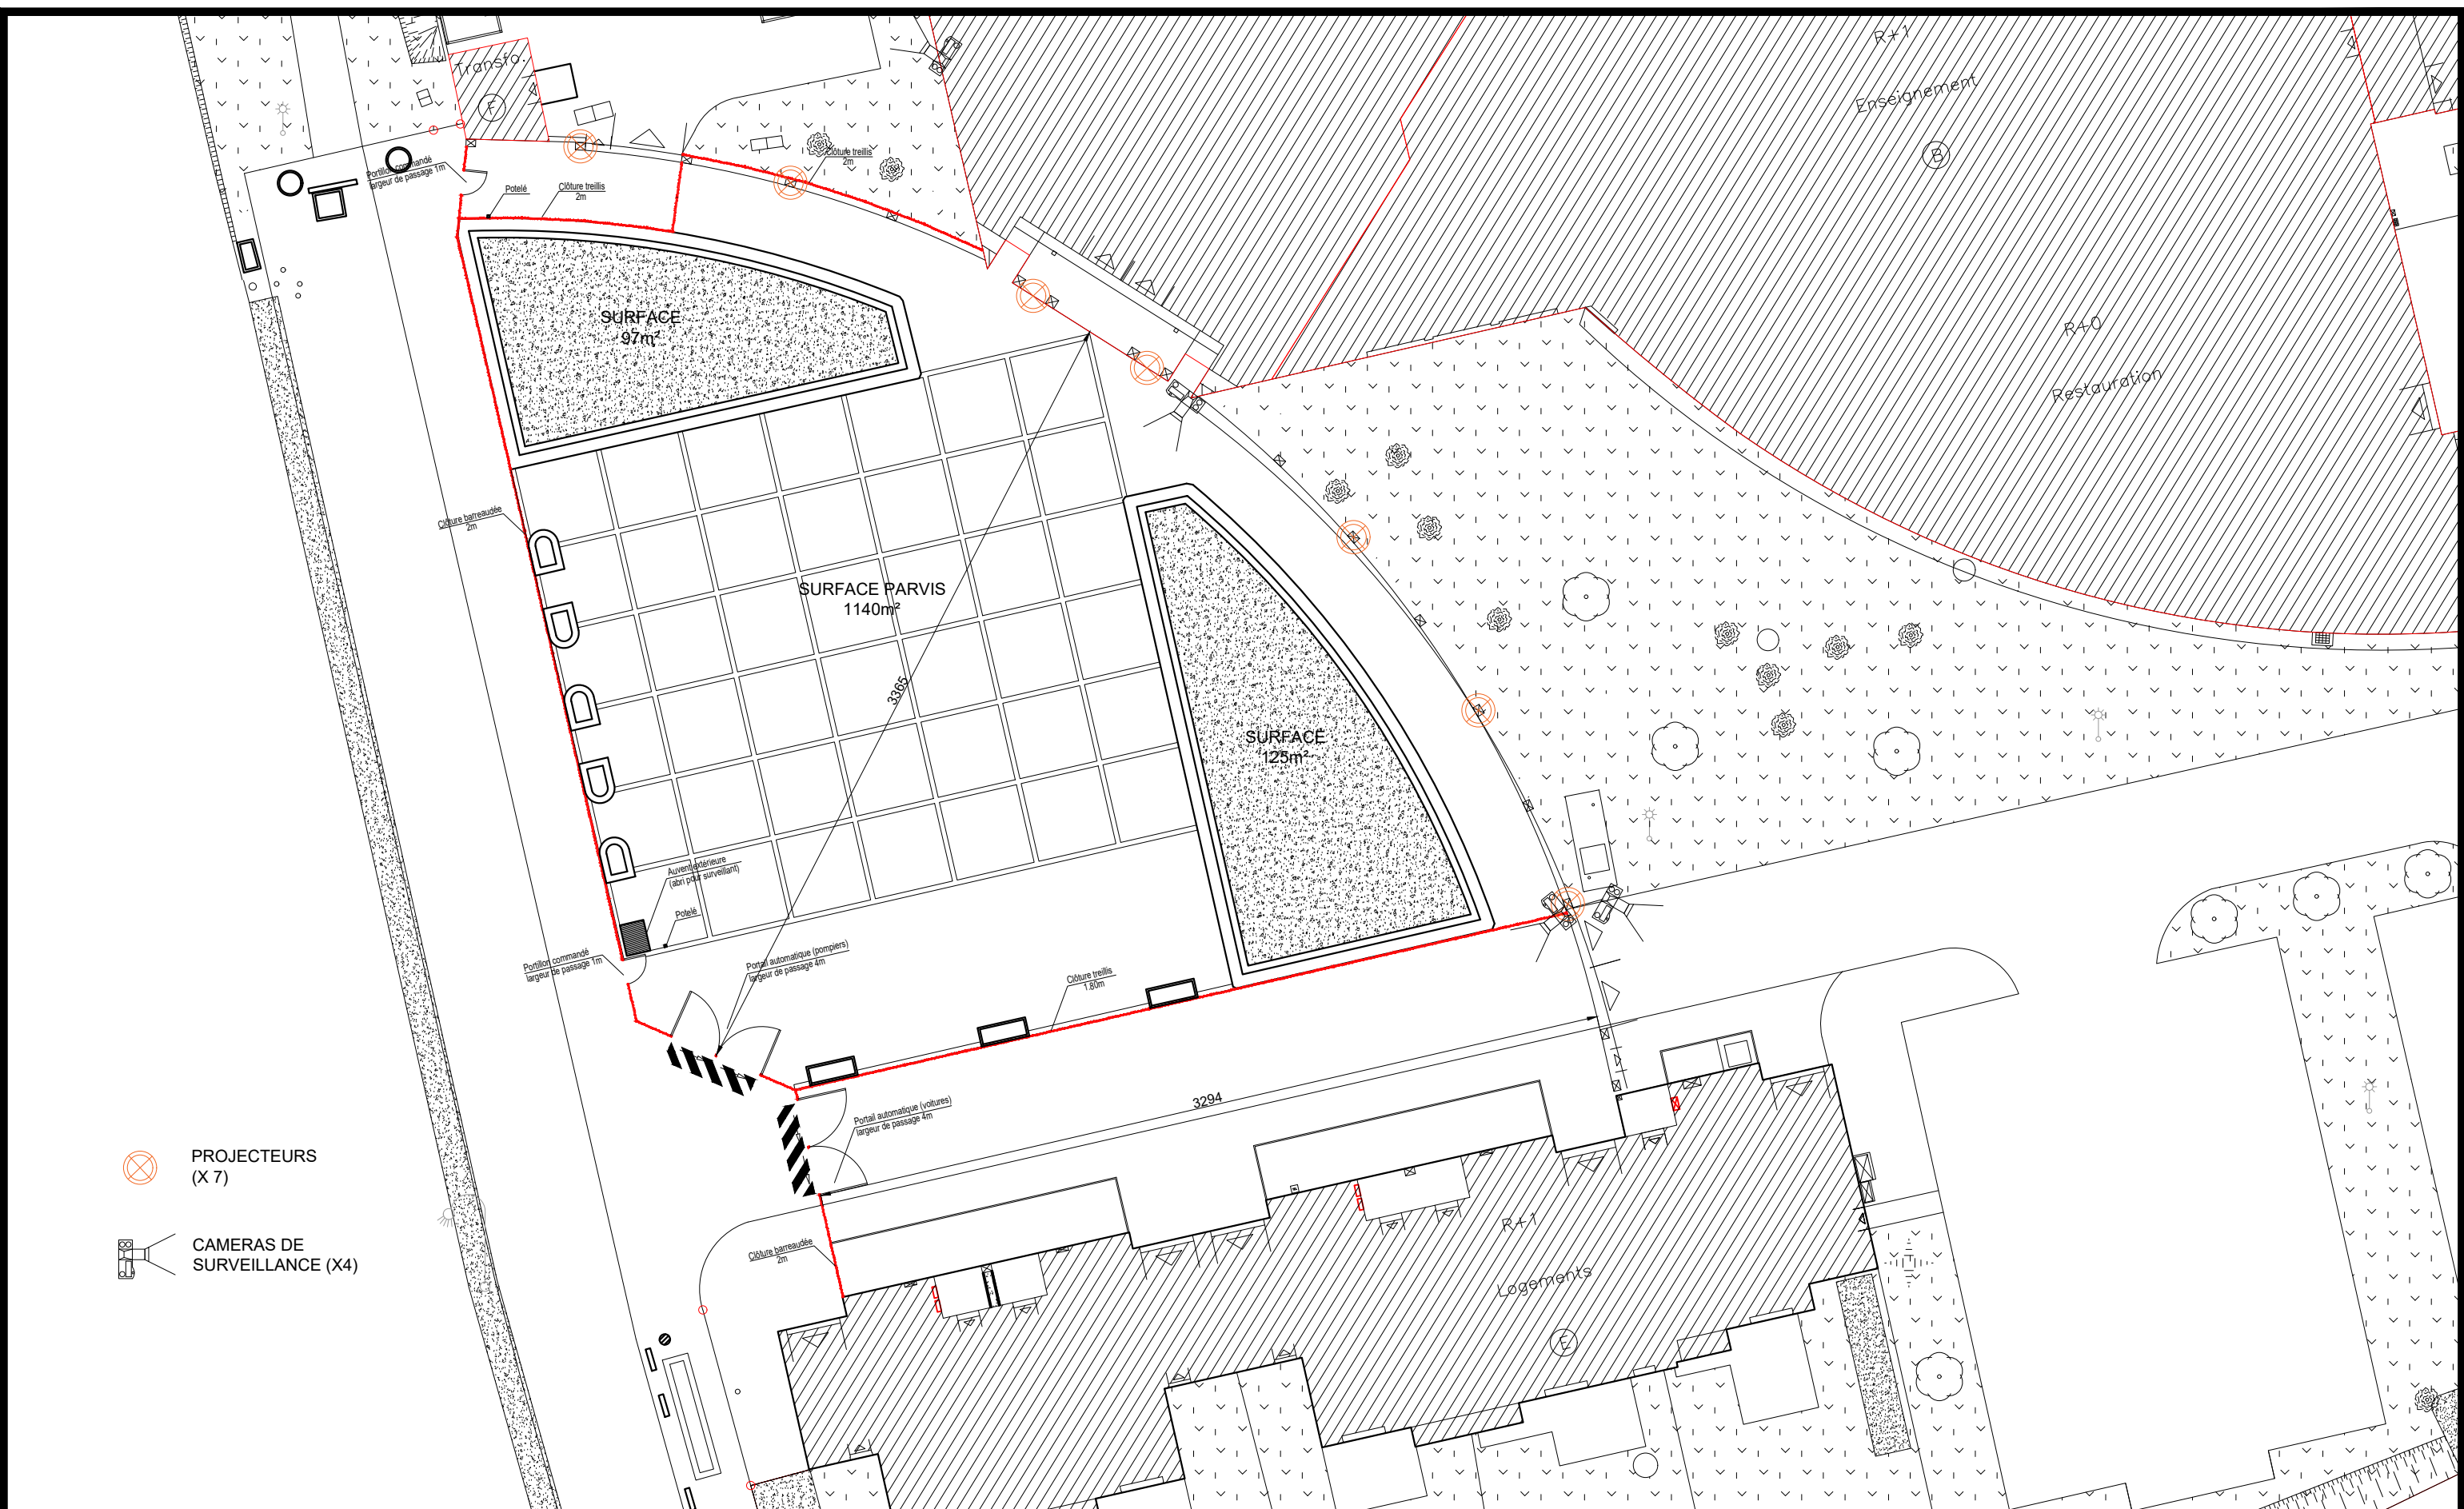 R+1
Enseignement
B
Transfo.
F
Portillon commandé
largeur de passage 1m
Potelé
Clôture treillis
2m
Clôture treillis
2m
R+0
Restauration
SURFACE
97m²
Clôture barreaudée
2m
SURFACE PARVIS
1140m²
3365
SURFACE
125m²
Auvent extérieure
(abri pour surveillant)
Potelé
Portillon commandé
largeur de passage 1m
Portail automatique (pompiers)
largeur de passage 4m
Clôture treillis
1.80m
Portail automatique (voitures)
largeur de passage 4m
3294
PROJECTEURS
(X 7)
CAMERAS DE
SURVEILLANCE (X4)
Clôture barreaudée
2m
R+1
Logements
E